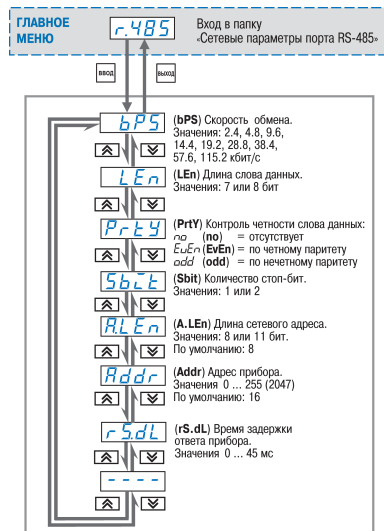 ГЛАВНОЕ
МЕНЮ
r.485
Вход в папку
«Сетевые параметры порта RS-485»
ВВОД
ВЫХОД
bPS
(bPS) Скорость обмена.
Значения: 2.4, 4.8, 9.6,
14.4, 19.2, 28.8, 38.4,
57.6, 115.2 кбит/с
LEn
(LEn) Длина слова данных.
Значения: 7 или 8 бит
PrtY
(PrtY) Контроль четности слова данных:
no (no) = отсутствует
EvEn (EvEn) = по четному паритету
odd (odd) = по нечетному паритету
Sbit
(Sbit) Количество стоп-бит.
Значения: 1 или 2
A.LEn
(A.LEn) Длина сетевого адреса.
Значения: 8 или 11 бит.
По умолчанию: 8
Addr
(Addr) Адрес прибора.
Значения 0 ... 255 (2047)
По умолчанию: 16
rS.dL
(rS.dL) Время задержки
ответа прибора.
Значения 0 ... 45 мс
- - - -